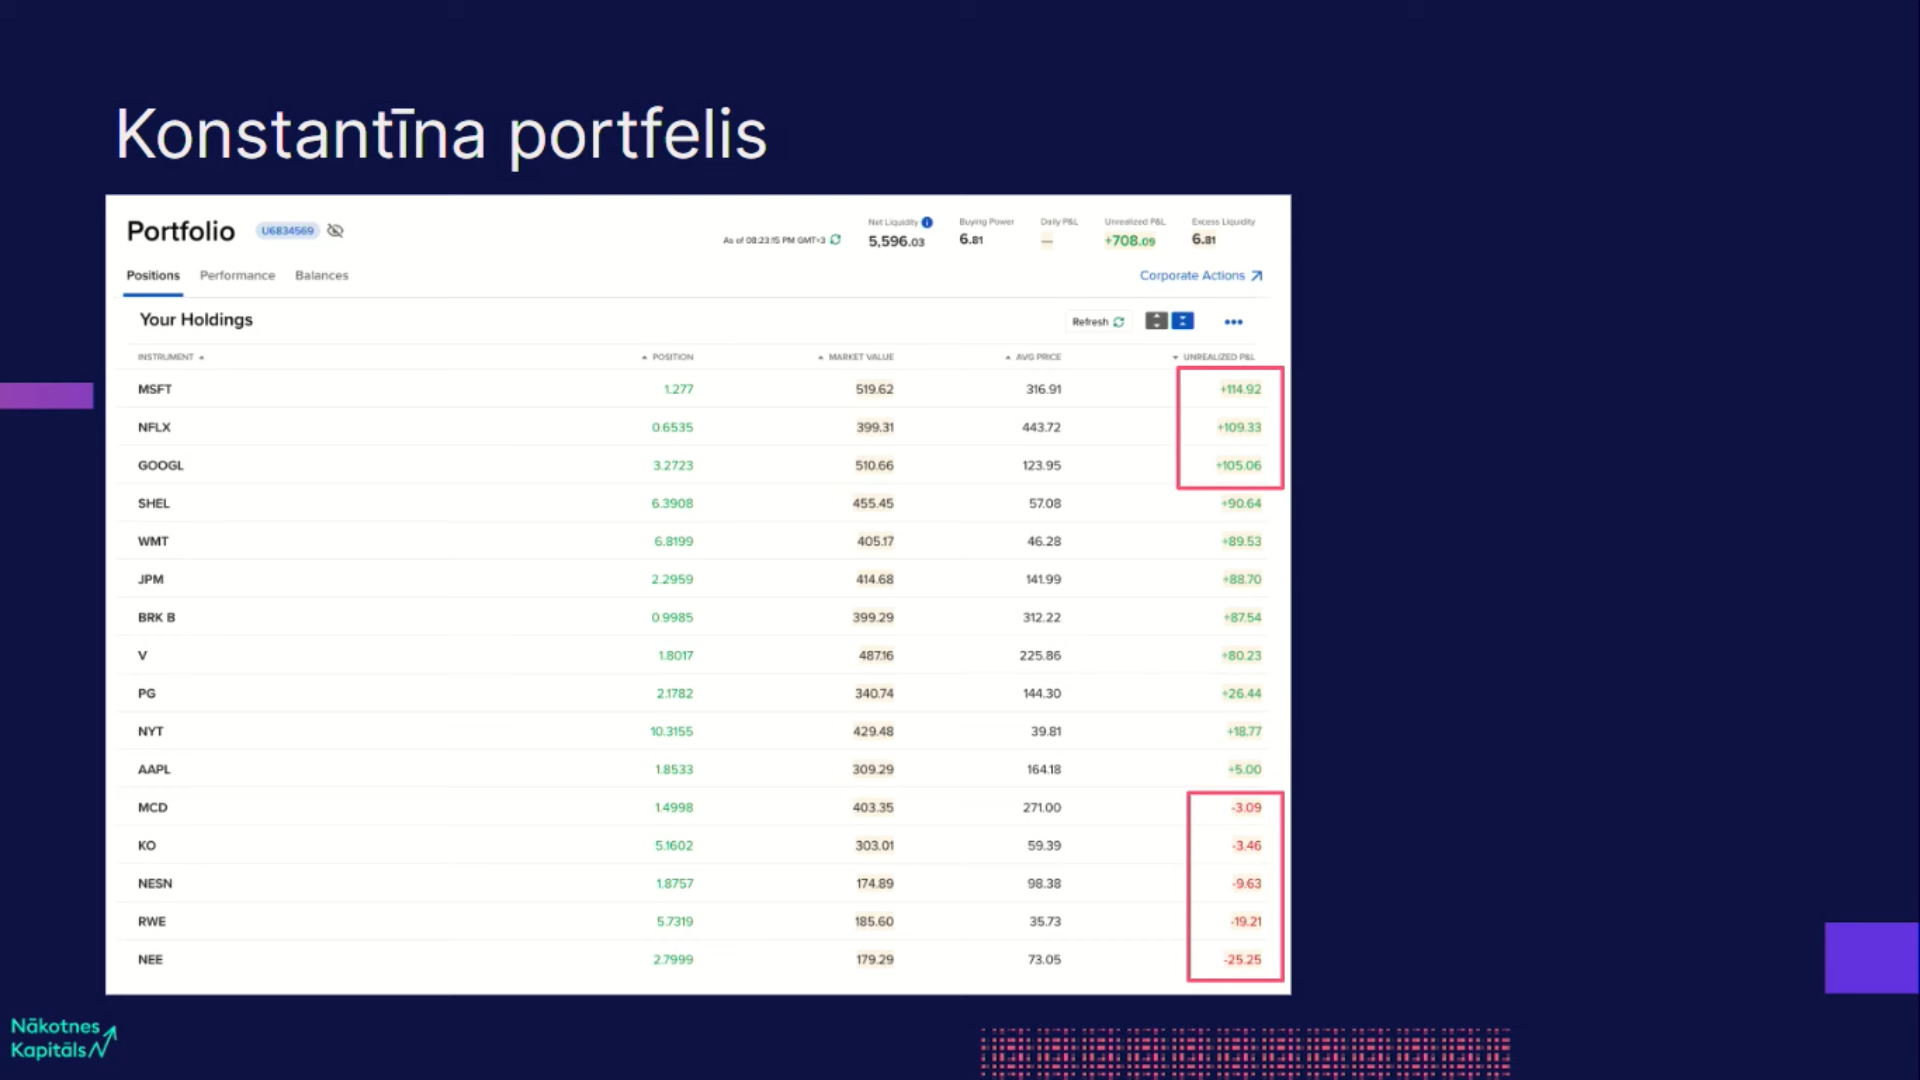 Konstantīna portfelis
Portfolio U6834569
As of 08:23:15 PM GMT+3
Net Liquidity Buying Power Daily P&L Unrealized P&L Excess Liquidity
5,596.03 6.81 — +708.09 6.81
Positions Performance Balances Corporate Actions
Your Holdings Refresh
INSTRUMENT POSITION MARKET VALUE AVG PRICE UNREALIZED P&L
MSFT 1.277 519.62 316.91 +114.92
NFLX 0.6535 399.31 443.72 +109.33
GOOGL 3.2723 510.66 123.95 +105.06
SHEL 6.3908 455.45 57.08 +90.64
WMT 6.8199 405.17 46.28 +89.53
JPM 2.2959 414.68 141.99 +88.70
BRK B 0.9985 399.29 312.22 +87.54
V 1.8017 487.16 225.86 +80.23
PG 2.1782 340.74 144.30 +26.44
NYT 10.3155 429.48 39.81 +18.77
AAPL 1.8533 309.29 164.18 +5.00
MCD 1.4998 403.35 271.00 -3.09
KO 5.1602 303.01 59.39 -3.46
NESN 1.8757 174.89 98.38 -9.63
RWE 5.7319 185.60 35.73 -19.21
NEE 2.7999 179.29 73.05 -25.25
Nākotnes
Kapitāls